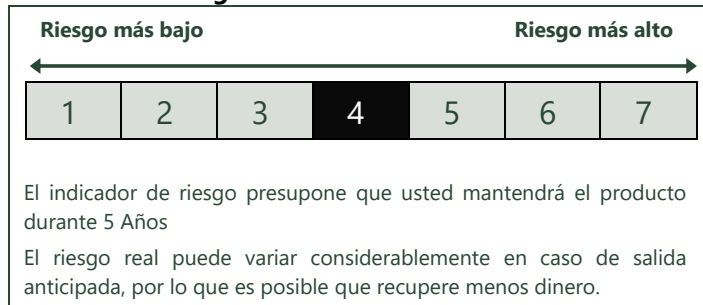 Riesgo más bajo Riesgo más alto
1 2 3 4 5 6 7
El indicador de riesgo presupone que usted mantendrá el producto
durante 5 Años
El riesgo real puede variar considerablemente en caso de salida
anticipada, por lo que es posible que recupere menos dinero.